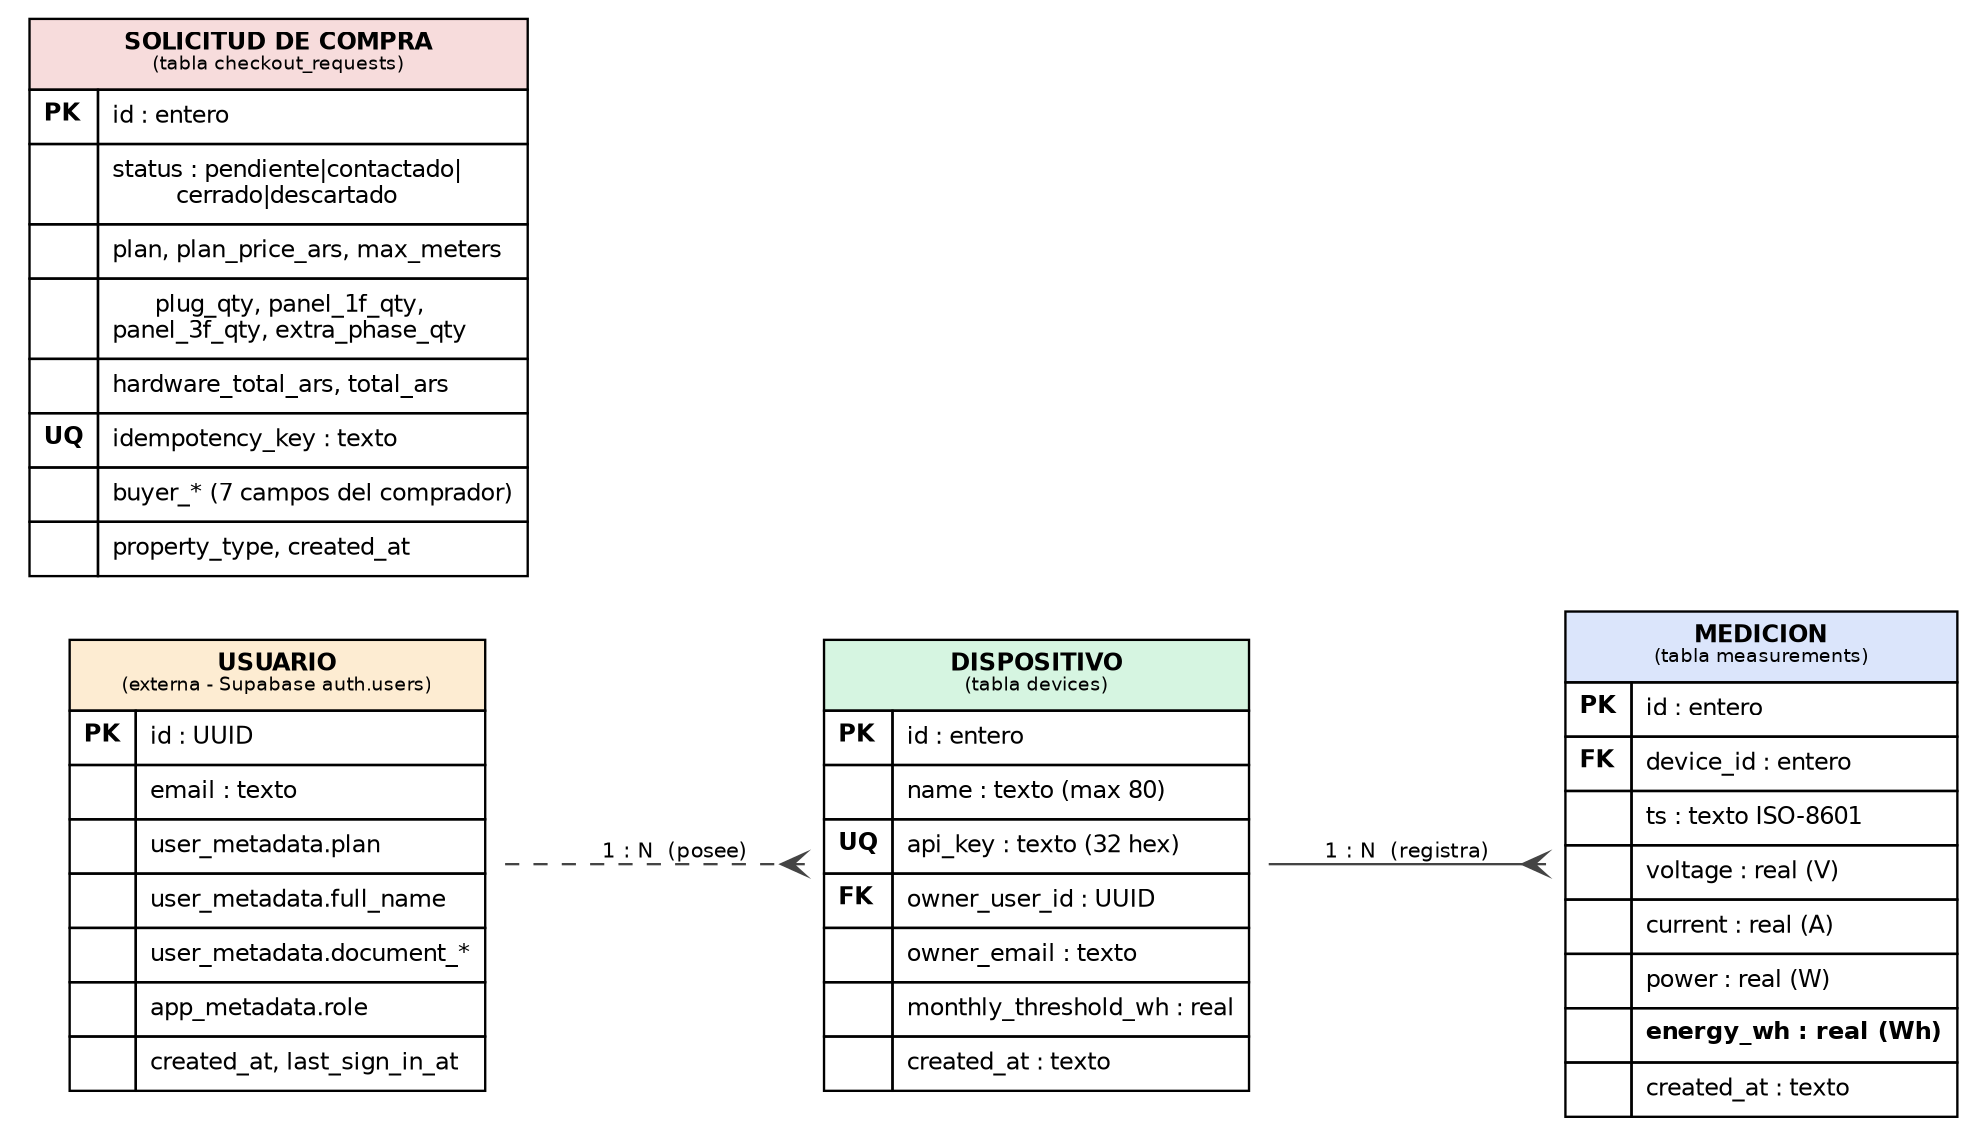 SOLICITUD DE COMPRA
(tabla checkout_requests)
PK id : entero
status : pendiente|contactado|
cerrado|descartado
plan, plan_price_ars, max_meters
plug_qty, panel_1f_qty,
panel_3f_qty, extra_phase_qty
hardware_total_ars, total_ars
UQ idempotency_key : texto
buyer_* (7 campos del comprador)
property_type, created_at
USUARIO
(externa - Supabase auth.users)
PK id : UUID
email : texto
user_metadata.plan
user_metadata.full_name
user_metadata.document_*
app_metadata.role
created_at, last_sign_in_at
1 : N (posee)
DISPOSITIVO
(tabla devices)
PK id : entero
name : texto (max 80)
UQ api_key : texto (32 hex)
FK owner_user_id : UUID
owner_email : texto
monthly_threshold_wh : real
created_at : texto
1 : N (registra)
MEDICION
(tabla measurements)
PK id : entero
FK device_id : entero
ts : texto ISO-8601
voltage : real (V)
current : real (A)
power : real (W)
energy_wh : real (Wh)
created_at : texto